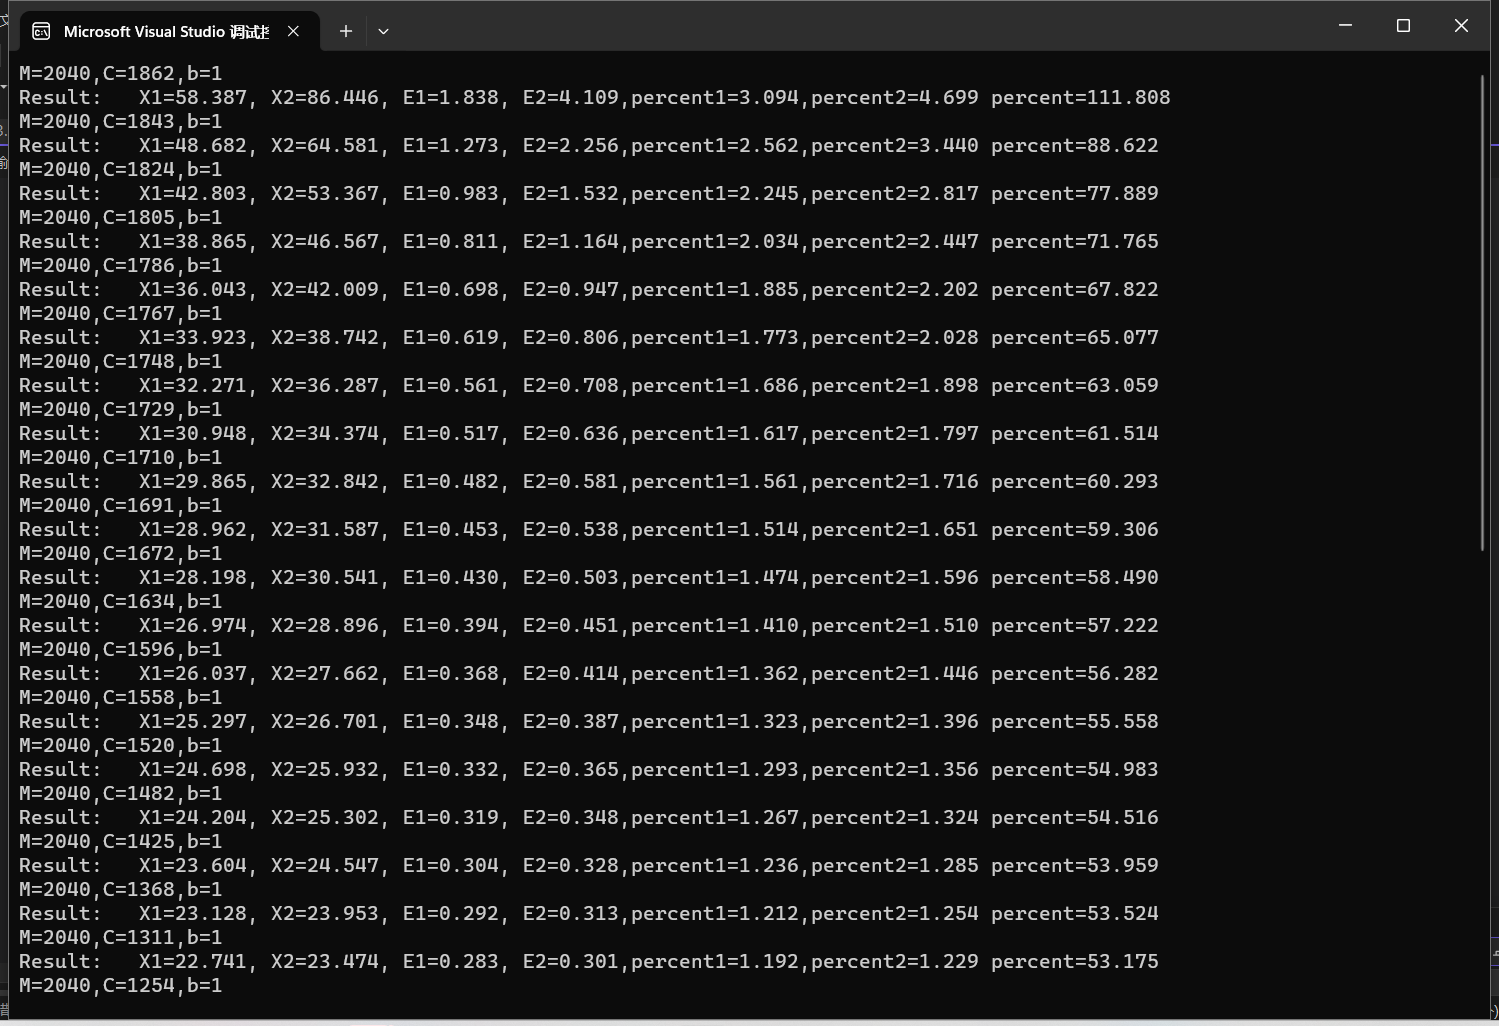 Microsoft Visual Studio 调试控
M=2040,C=1862,b=1
Result:   X1=58.387, X2=86.446, E1=1.838, E2=4.109,percent1=3.094,percent2=4.699 percent=111.808
M=2040,C=1843,b=1
Result:   X1=48.682, X2=64.581, E1=1.273, E2=2.256,percent1=2.562,percent2=3.440 percent=88.622
M=2040,C=1824,b=1
Result:   X1=42.803, X2=53.367, E1=0.983, E2=1.532,percent1=2.245,percent2=2.817 percent=77.889
M=2040,C=1805,b=1
Result:   X1=38.865, X2=46.567, E1=0.811, E2=1.164,percent1=2.034,percent2=2.447 percent=71.765
M=2040,C=1786,b=1
Result:   X1=36.043, X2=42.009, E1=0.698, E2=0.947,percent1=1.885,percent2=2.202 percent=67.822
M=2040,C=1767,b=1
Result:   X1=33.923, X2=38.742, E1=0.619, E2=0.806,percent1=1.773,percent2=2.028 percent=65.077
M=2040,C=1748,b=1
Result:   X1=32.271, X2=36.287, E1=0.561, E2=0.708,percent1=1.686,percent2=1.898 percent=63.059
M=2040,C=1729,b=1
Result:   X1=30.948, X2=34.374, E1=0.517, E2=0.636,percent1=1.617,percent2=1.797 percent=61.514
M=2040,C=1710,b=1
Result:   X1=29.865, X2=32.842, E1=0.482, E2=0.581,percent1=1.561,percent2=1.716 percent=60.293
M=2040,C=1691,b=1
Result:   X1=28.962, X2=31.587, E1=0.453, E2=0.538,percent1=1.514,percent2=1.651 percent=59.306
M=2040,C=1672,b=1
Result:   X1=28.198, X2=30.541, E1=0.430, E2=0.503,percent1=1.474,percent2=1.596 percent=58.490
M=2040,C=1634,b=1
Result:   X1=26.974, X2=28.896, E1=0.394, E2=0.451,percent1=1.410,percent2=1.510 percent=57.222
M=2040,C=1596,b=1
Result:   X1=26.037, X2=27.662, E1=0.368, E2=0.414,percent1=1.362,percent2=1.446 percent=56.282
M=2040,C=1558,b=1
Result:   X1=25.297, X2=26.701, E1=0.348, E2=0.387,percent1=1.323,percent2=1.396 percent=55.558
M=2040,C=1520,b=1
Result:   X1=24.698, X2=25.932, E1=0.332, E2=0.365,percent1=1.293,percent2=1.356 percent=54.983
M=2040,C=1482,b=1
Result:   X1=24.204, X2=25.302, E1=0.319, E2=0.348,percent1=1.267,percent2=1.324 percent=54.516
M=2040,C=1425,b=1
Result:   X1=23.604, X2=24.547, E1=0.304, E2=0.328,percent1=1.236,percent2=1.285 percent=53.959
M=2040,C=1368,b=1
Result:   X1=23.128, X2=23.953, E1=0.292, E2=0.313,percent1=1.212,percent2=1.254 percent=53.524
M=2040,C=1311,b=1
Result:   X1=22.741, X2=23.474, E1=0.283, E2=0.301,percent1=1.192,percent2=1.229 percent=53.175
M=2040,C=1254,b=1